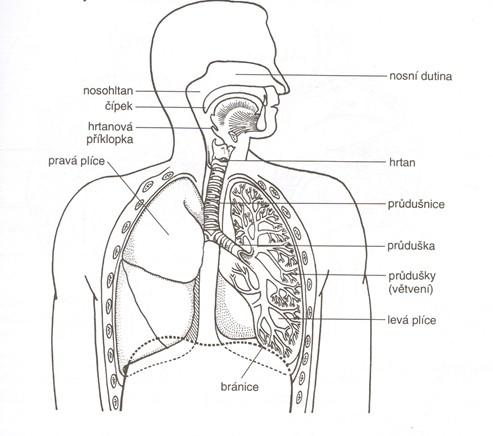 nosní dutina
nosohltan
čípek
hrtanová
příklopka
pravá plíce
hrtan
průdušnice
průduška
průdušky
(větvení)
levá plíce
bránice